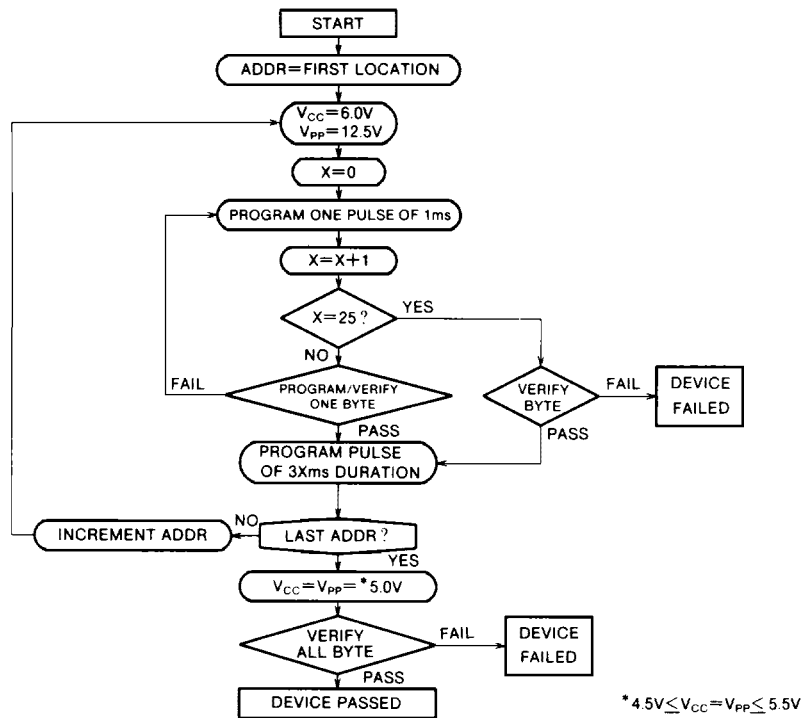 START
ADDR=FIRST LOCATION
VCC=6.0V
VPP=12.5V
X=0
PROGRAM ONE PULSE OF 1ms
X=X+1
X=25?
YES
NO
FAIL
PROGRAM/VERIFY
ONE BYTE
VERIFY
BYTE
FAIL
DEVICE
FAILED
PASS
PASS
PROGRAM PULSE
OF 3Xms DURATION
INCREMENT ADDR
NO
LAST ADDR?
YES
VCC=VPP=*5.0V
VERIFY
ALL BYTE
FAIL
DEVICE
FAILED
PASS
DEVICE PASSED
*4.5V≤VCC=VPP≤5.5V